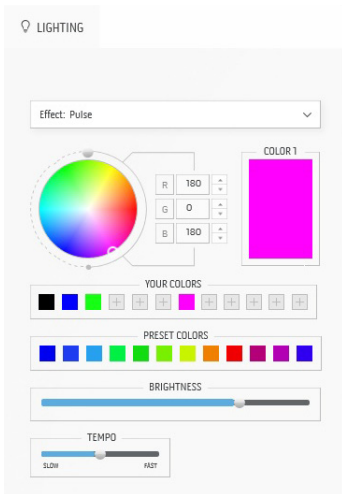 LIGHTING
Effect: Pulse
COLOR 1
R 180
G 0
B 180
YOUR COLORS
PRESET COLORS
BRIGHTNESS
TEMPO
SLOW FAST